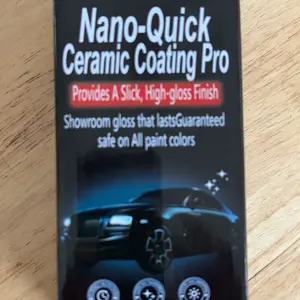 Nano-Quick
Ceramic Coating Pro
Provides A Slick, High-gloss Finish
Showroom gloss that lastsGuaranteed
safe on All paint colors